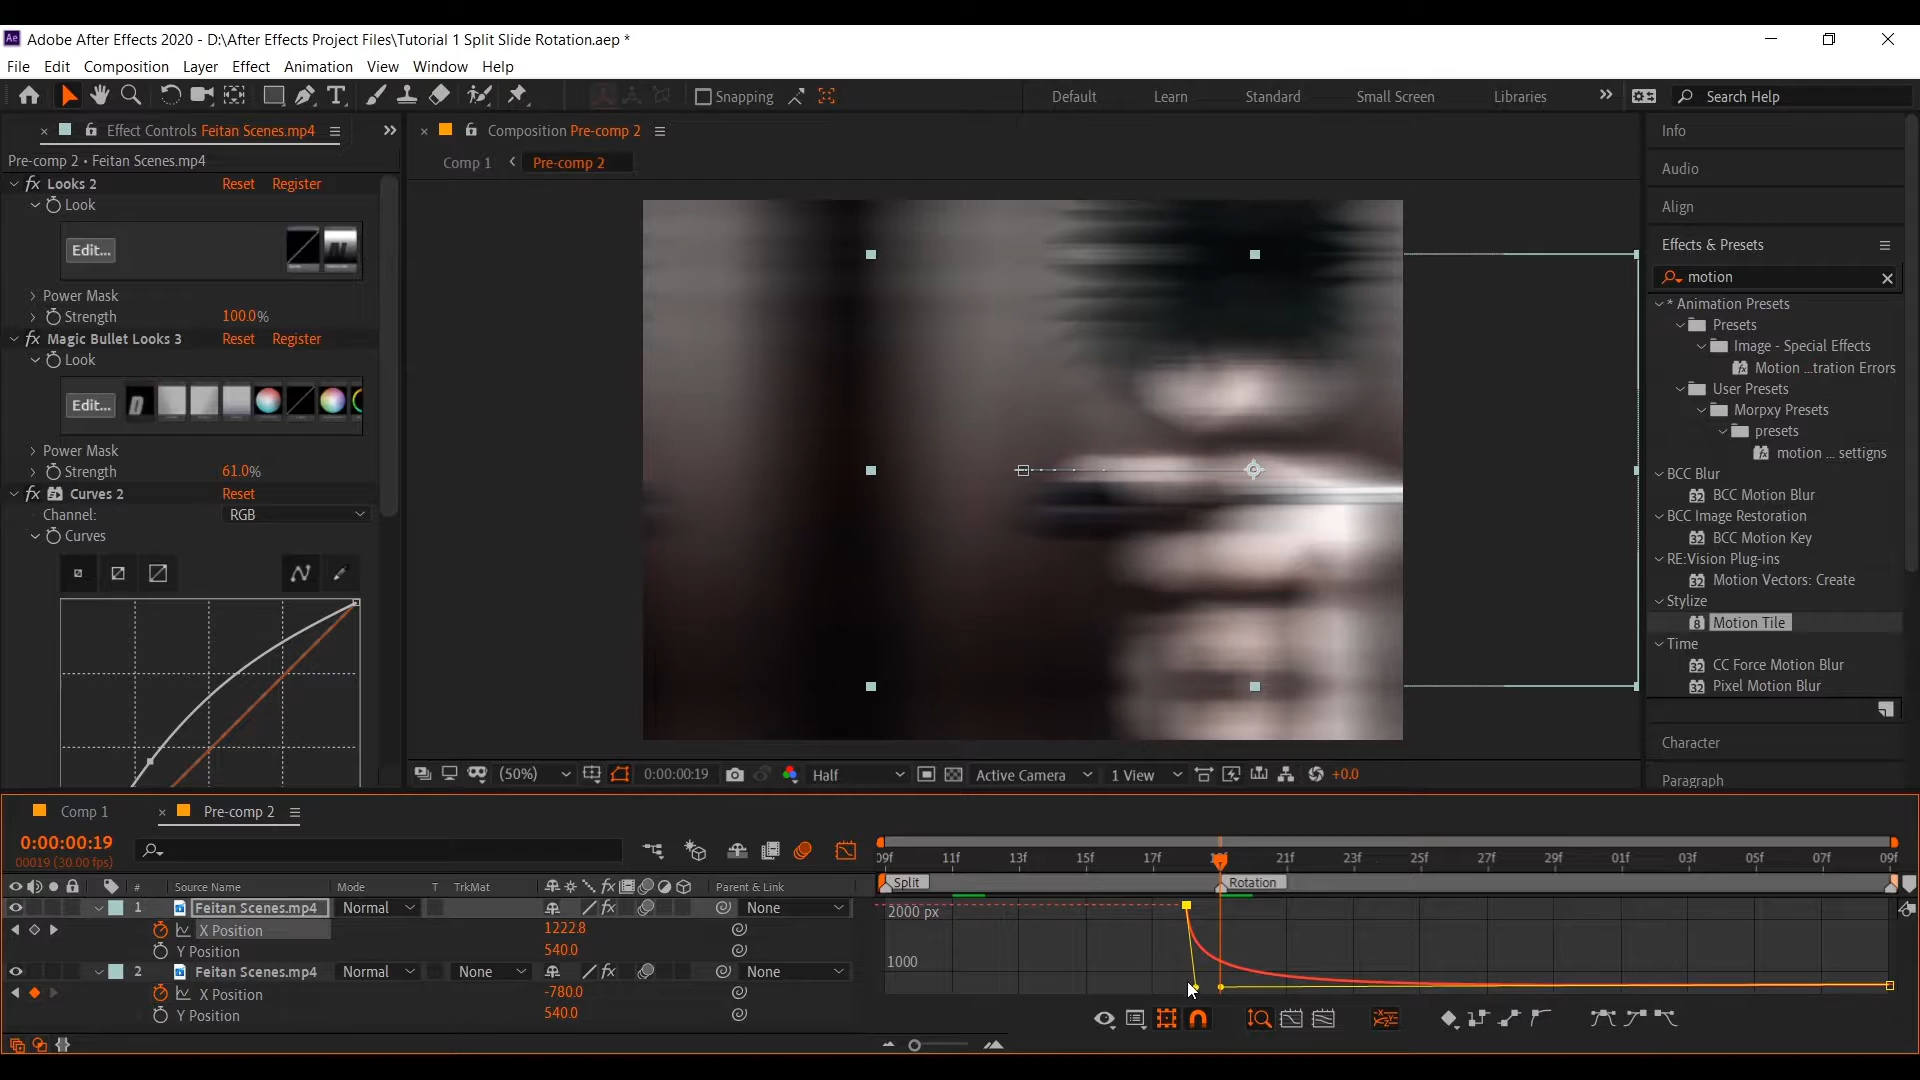 Adobe After Effects 2020 - D:\After Effects Project Files\Tutorial 1 Split Slide Rotation.aep *
File Edit Composition Layer Effect Animation View Window Help
Snapping Default Learn Standard Small Screen Libraries Search Help
Effect Controls Feitan Scenes.mp4
Composition Pre-comp 2
Info
Pre-comp 2 • Feitan Scenes.mp4
Comp 1 Pre-comp 2
Audio
Looks 2 Reset Register
Look
Edit...
Power Mask
Strength 100.0%
Magic Bullet Looks 3 Reset Register
Look
Edit...
Power Mask
Strength 61.0%
Curves 2 Reset
Channel: RGB
Curves
Align
Effects & Presets
motion
* Animation Presets
Presets
Image - Special Effects
Motion ...tration Errors
User Presets
Morpxy Presets
presets
motion ... settigns
BCC Blur
BCC Motion Blur
BCC Image Restoration
BCC Motion Key
RE:Vision Plug-ins
Motion Vectors: Create
Stylize
Motion Tile
Time
CC Force Motion Blur
Pixel Motion Blur
Character
Paragraph
(50%) 0:00:00:19 Half Active Camera 1 View +0.0
Comp 1 Pre-comp 2
0:00:00:19
00019 (30.00 fps)
09f 11f 13f 15f 17f 21f 23f 25f 27f 29f 01f 03f 05f 07f 09f
# Source Name Mode T TrkMat Parent & Link
Split Rotation
1 Feitan Scenes.mp4 Normal None
2000 px
X Position 1222.8
Y Position 540.0
1000
2 Feitan Scenes.mp4 Normal None None
X Position -780.0
Y Position 540.0